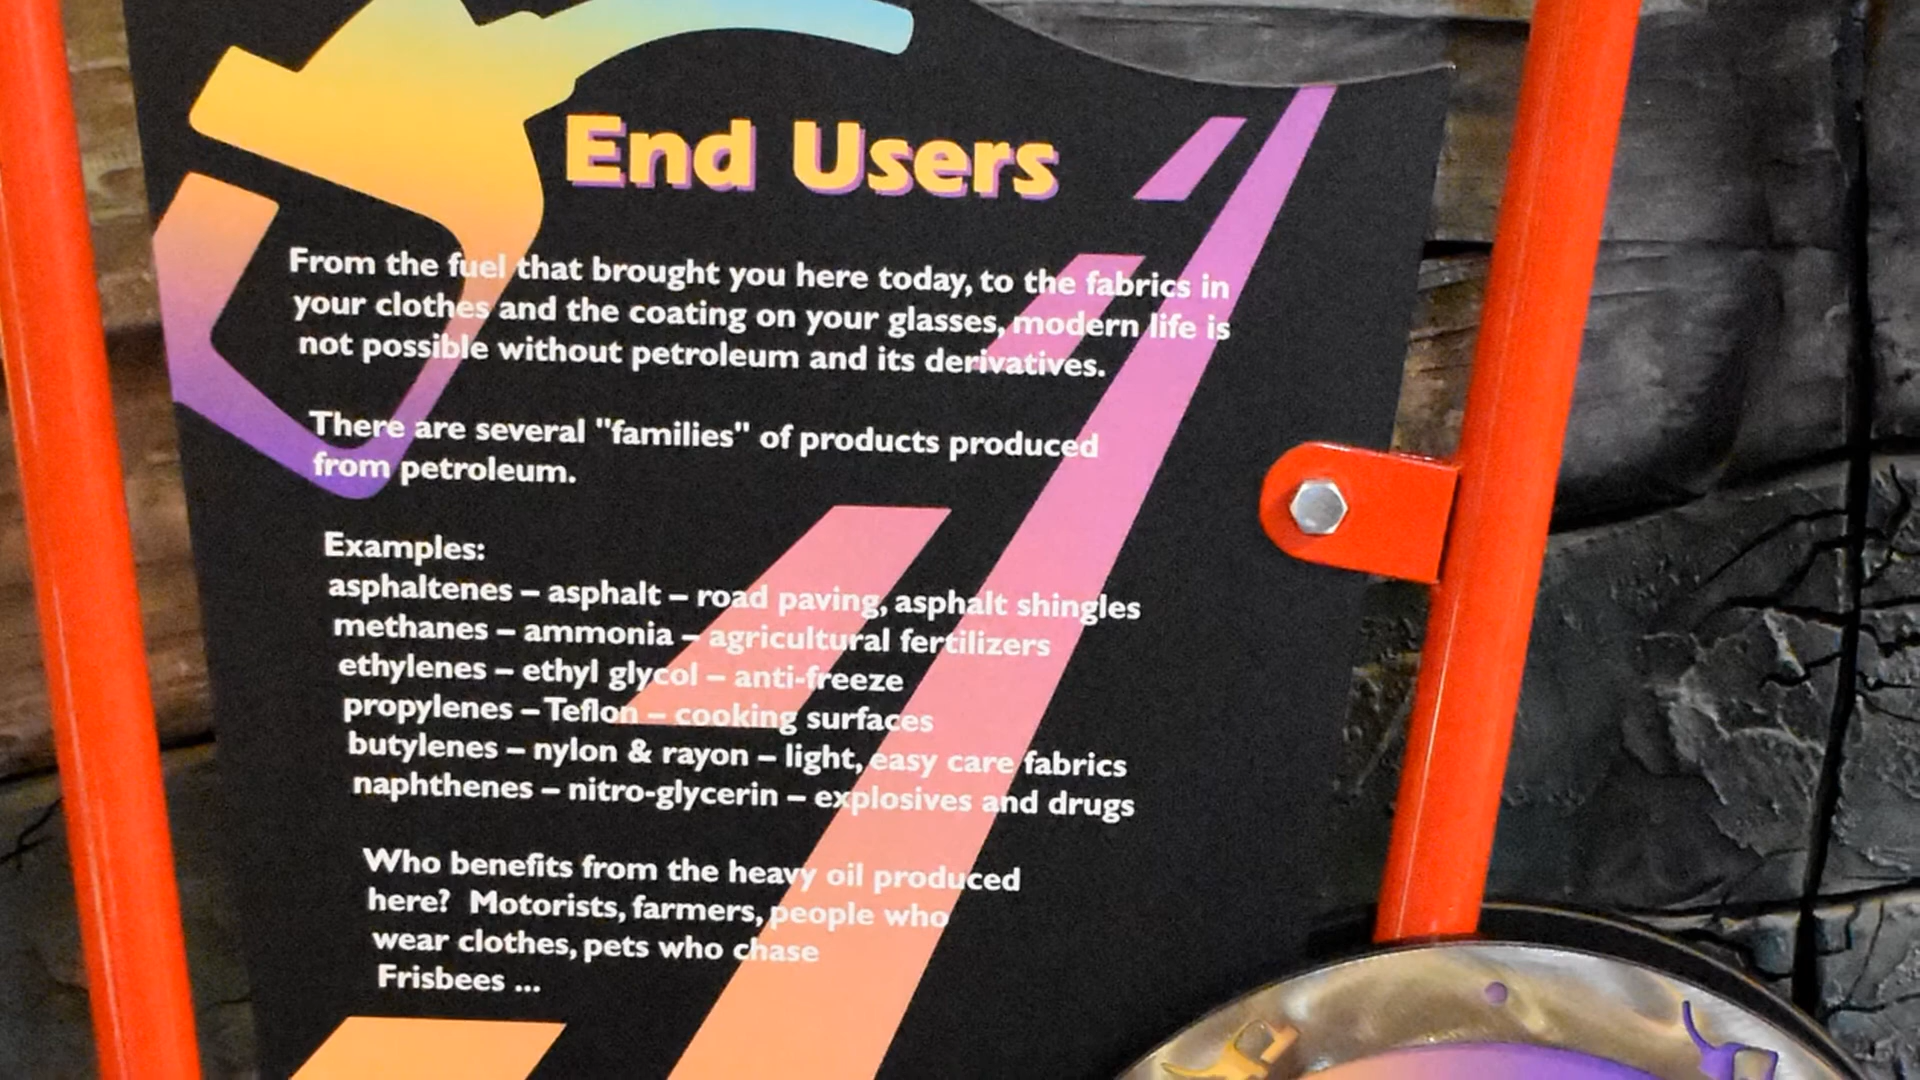 End Users
From the fuel that brought you here today, to the fabrics in
your clothes and the coating on your glasses, modern life is
not possible without petroleum and its derivatives.
There are several "families" of products produced
from petroleum.
Examples:
asphaltenes – asphalt – road paving, asphalt shingles
methanes – ammonia – agricultural fertilizers
ethylenes – ethyl glycol – anti-freeze
propylenes – Teflon – cooking surfaces
butylenes – nylon & rayon – light, easy care fabrics
naphthenes – nitro-glycerin – explosives and drugs
Who benefits from the heavy oil produced
here? Motorists, farmers, people who
wear clothes, pets who chase
Frisbees ...